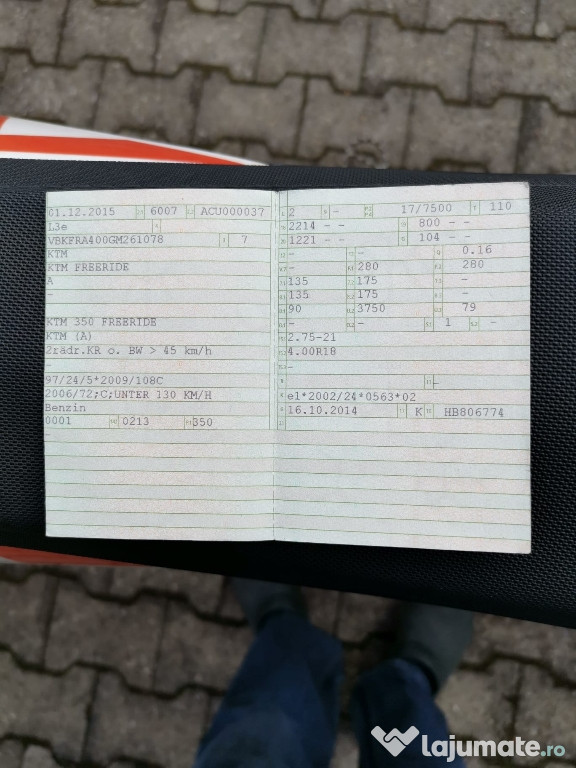 01.12.2015 6007 ACU000037
L3e -
VBKFRA400GM261078 7
KTM
KTM FREERIDE
A
-
KTM 350 FREERIDE
KTM (A)
2rädr.KR o. BW > 45 km/h
-
97/24/5*2009/108C
2006/72;C;UNTER 130 KM/H
Benzin
0001 0213 350
-
2 - 17/7500 110
2214 - - 800 - -
1221 - - 104 - -
- - 0.16
- 280 280
135 175 -
135 175 -
90 3750 79
- - 1 -
2.75-21
4.00R18
-
-
e1*2002/24*0563*02
16.10.2014 K HB806774
lajumate.ro